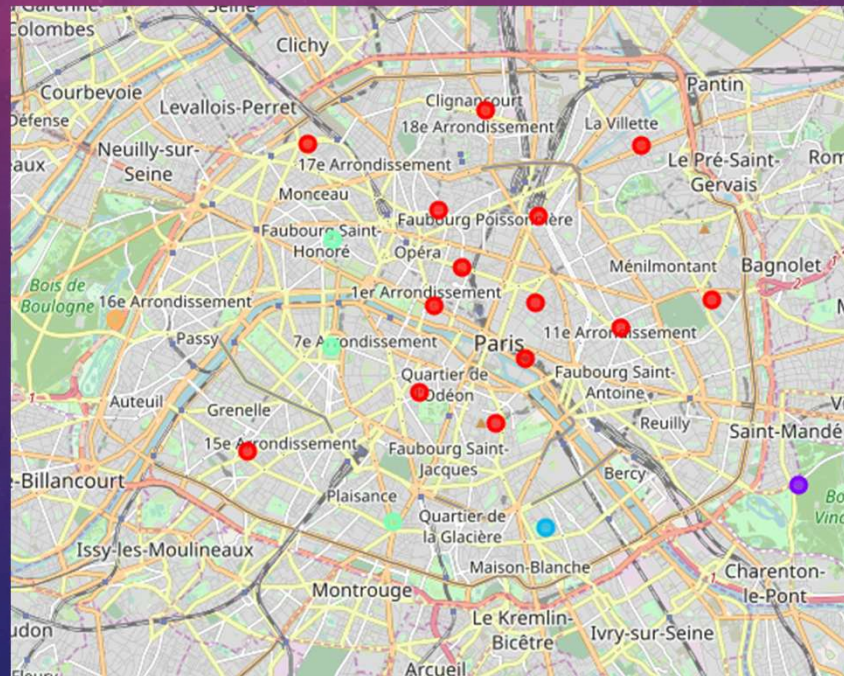 Colombes
Clichy
Courbevoie
Levallois-Perret
Défense
Clignancourt
18e Arrondissement
Pantin
La Villette
Neuilly-sur-
Seine
17e Arrondissement
Le Pré-Saint-
Gervais
Monceau
Faubourg Saint-
Honoré
Opéra
Ménilmontant
Bagnolet
Bois de
Boulogne
16e Arrondissement
1er Arrondissement
Passy
7e Arrondissement
Paris
11e Arrondissement
Quartier de
l'Odéon
Faubourg Saint-
Antoine
Auteuil
Grenelle
Reuilly
Saint-Mandé
15e Arrondissement
Faubourg Saint-
Jacques
Bercy
e-Billancourt
Plaisance
Quartier de
la Glacière
Issy-les-Moulineaux
Maison-Blanche
Charenton-
le-Pont
Montrouge
Le Kremlin-
Bicêtre
Ivry-sur-Seine
Arcueil